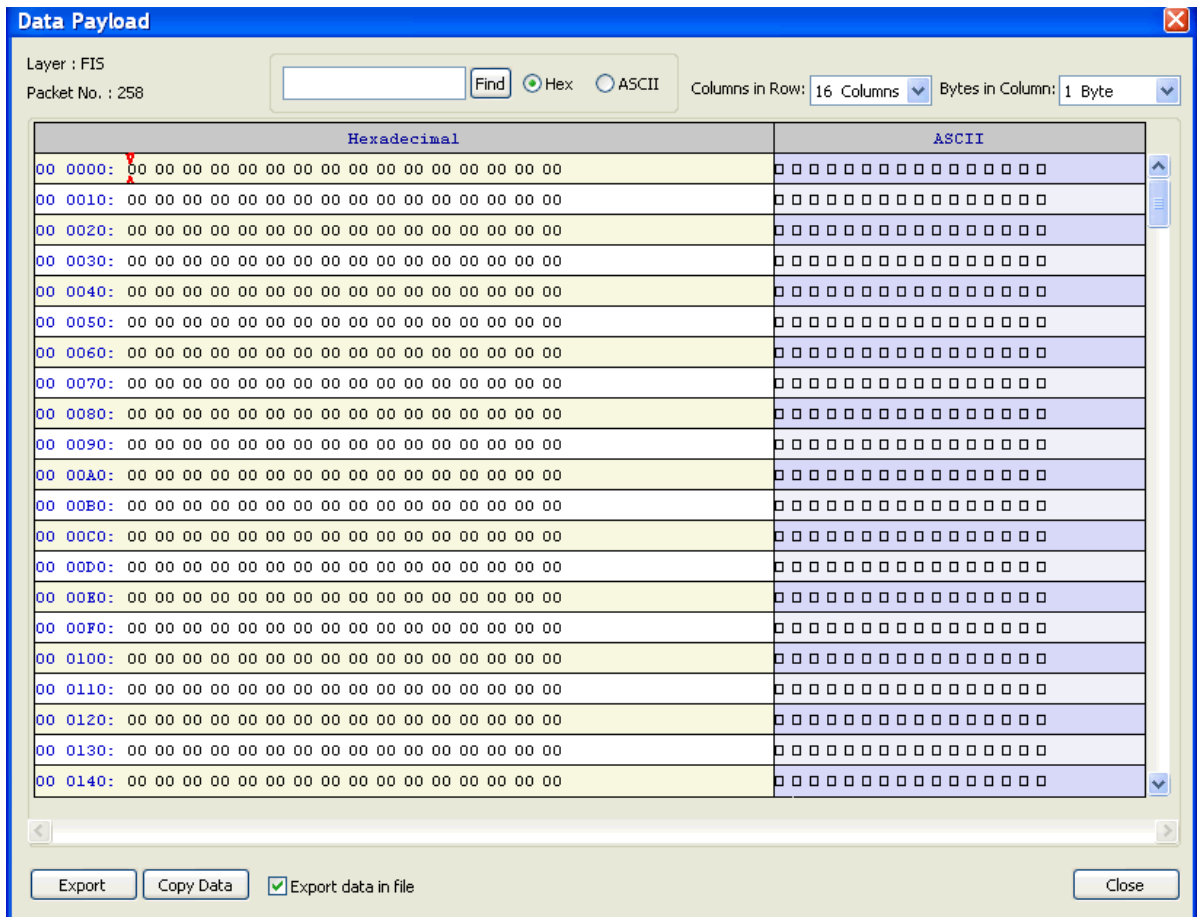 Data Payload
Layer : FIS
Packet No. : 258
Find Hex ASCII
Columns in Row: 16 Columns Bytes in Column: 1 Byte
Hexadecimal ASCII
00 0000: 00 00 00 00 00 00 00 00 00 00 00 00 00 00 00 00
00 0010: 00 00 00 00 00 00 00 00 00 00 00 00 00 00 00 00
00 0020: 00 00 00 00 00 00 00 00 00 00 00 00 00 00 00 00
00 0030: 00 00 00 00 00 00 00 00 00 00 00 00 00 00 00 00
00 0040: 00 00 00 00 00 00 00 00 00 00 00 00 00 00 00 00
00 0050: 00 00 00 00 00 00 00 00 00 00 00 00 00 00 00 00
00 0060: 00 00 00 00 00 00 00 00 00 00 00 00 00 00 00 00
00 0070: 00 00 00 00 00 00 00 00 00 00 00 00 00 00 00 00
00 0080: 00 00 00 00 00 00 00 00 00 00 00 00 00 00 00 00
00 0090: 00 00 00 00 00 00 00 00 00 00 00 00 00 00 00 00
00 00A0: 00 00 00 00 00 00 00 00 00 00 00 00 00 00 00 00
00 00B0: 00 00 00 00 00 00 00 00 00 00 00 00 00 00 00 00
00 00C0: 00 00 00 00 00 00 00 00 00 00 00 00 00 00 00 00
00 00D0: 00 00 00 00 00 00 00 00 00 00 00 00 00 00 00 00
00 00E0: 00 00 00 00 00 00 00 00 00 00 00 00 00 00 00 00
00 00F0: 00 00 00 00 00 00 00 00 00 00 00 00 00 00 00 00
00 0100: 00 00 00 00 00 00 00 00 00 00 00 00 00 00 00 00
00 0110: 00 00 00 00 00 00 00 00 00 00 00 00 00 00 00 00
00 0120: 00 00 00 00 00 00 00 00 00 00 00 00 00 00 00 00
00 0130: 00 00 00 00 00 00 00 00 00 00 00 00 00 00 00 00
00 0140: 00 00 00 00 00 00 00 00 00 00 00 00 00 00 00 00
Export Copy Data Export data in file Close